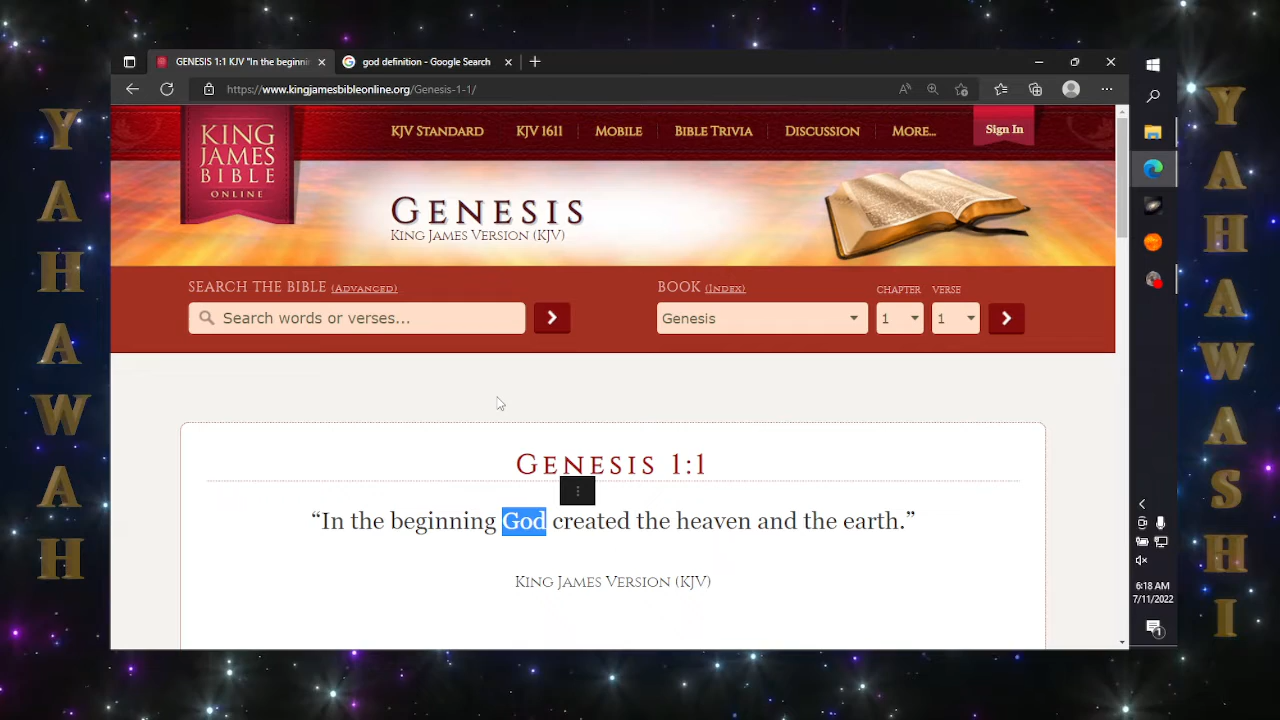 YAHAWAH
GENESIS 1:1 KJV "In the beginni
god definition - Google Search
https://www.kingjamesbibleonline.org/Genesis-1-1/
KING
JAMES
BIBLE
ONLINE
KJV STANDARD
KJV 1611
MOBILE
BIBLE TRIVIA
DISCUSSION
MORE...
Sign In
GENESIS
KING JAMES VERSION (KJV)
SEARCH THE BIBLE (ADVANCED)
Search words or verses...
BOOK (INDEX)
Genesis
CHAPTER
1
VERSE
1
GENESIS 1:1
“In the beginning God created the heaven and the earth.”
KING JAMES VERSION (KJV)
6:18 AM
7/11/2022
1
YAHAWASHI